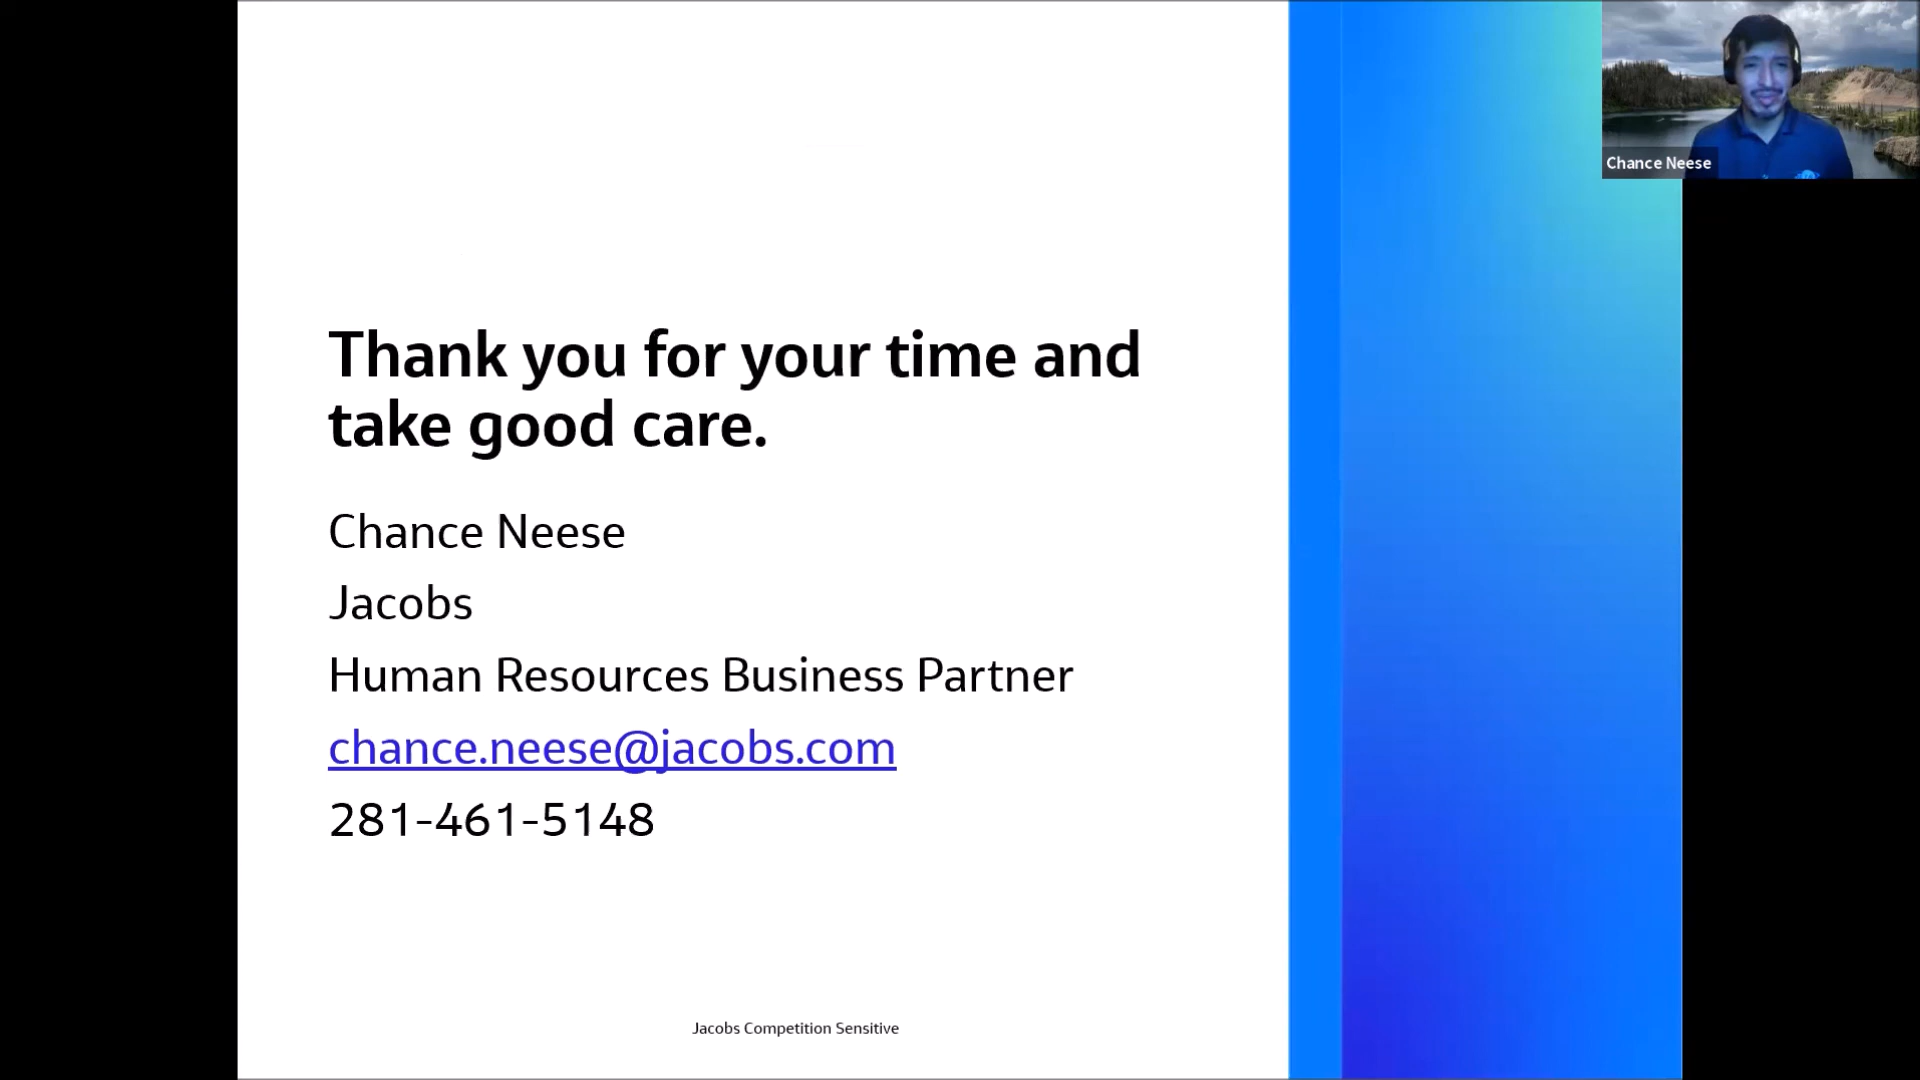 Chance Neese
Thank you for your time and
take good care.
Chance Neese
Jacobs
Human Resources Business Partner
chance.neese@jacobs.com
281-461-5148
Jacobs Competition Sensitive